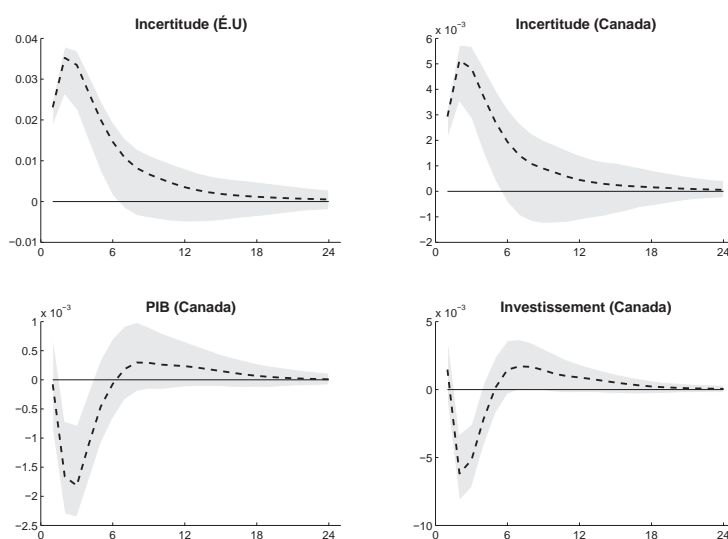 Incertitude (É.U)
0.04
0.03
0.02
0.01
0
−0.01
0 6 12 18 24
Incertitude (Canada)
x 10⁻³
6
5
4
3
2
1
0
−1
−2
0 6 12 18 24
PIB (Canada)
x 10⁻³
1
0.5
0
−0.5
−1
−1.5
−2
−2.5
0 6 12 18 24
Investissement (Canada)
x 10⁻³
5
0
−5
−10
0 6 12 18 24